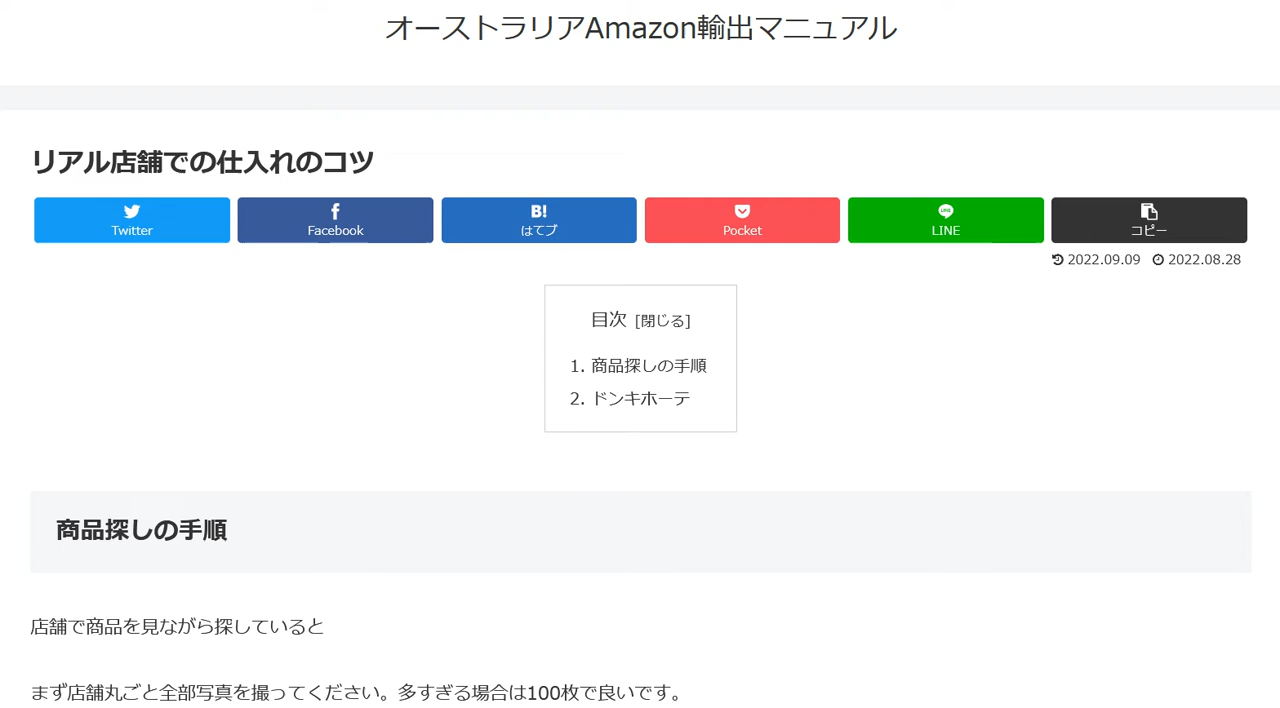 オーストラリアAmazon輸出マニュアル
リアル店舗での仕入れのコツ
Twitter
Facebook
B!
はてブ
Pocket
LINE
LINE
コピー
2022.09.09 2022.08.28
目次 [閉じる]
1. 商品探しの手順
2. ドンキホーテ
商品探しの手順
店舗で商品を見ながら探していると
まず店舗丸ごと全部写真を撮ってください。多すぎる場合は100枚で良いです。